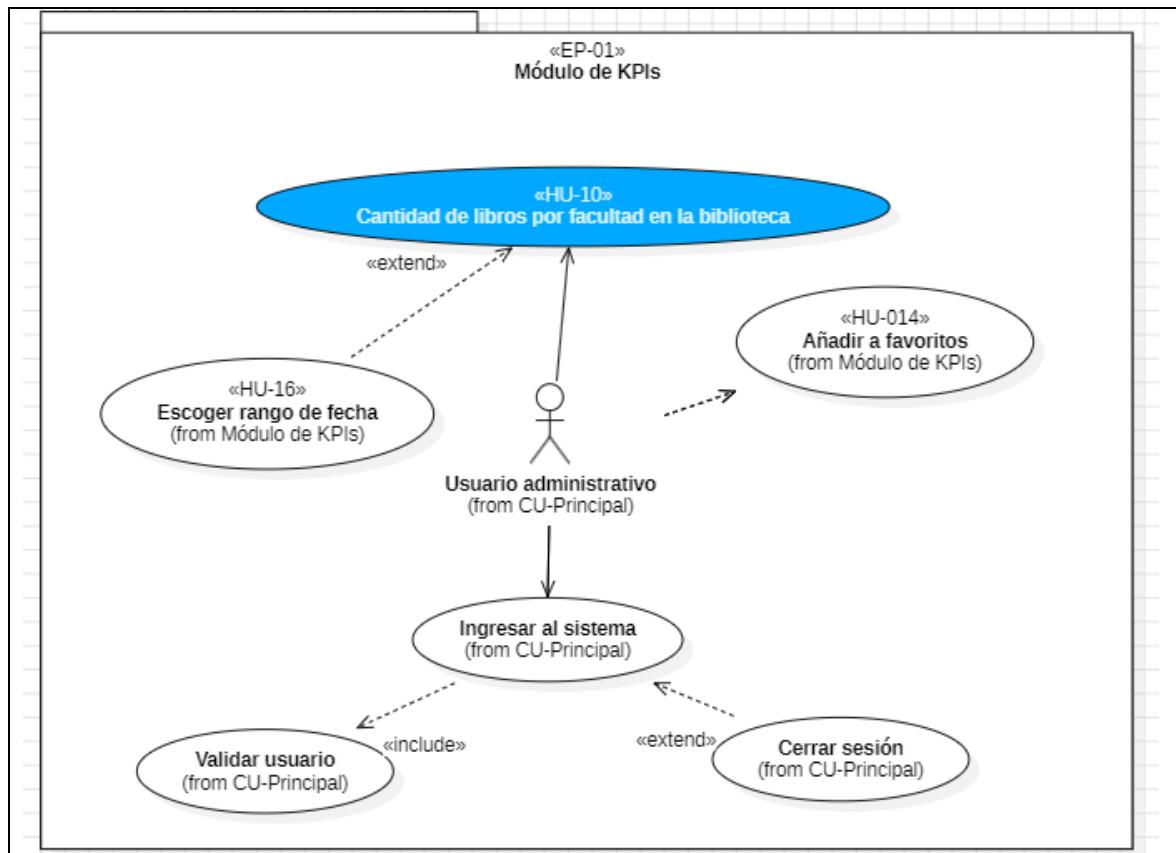 «EP-01»
Módulo de KPIs
«HU-10»
Cantidad de libros por facultad en la biblioteca
«extend»
«HU-014»
Añadir a favoritos
(from Módulo de KPIs)
«HU-16»
Escoger rango de fecha
(from Módulo de KPIs)
Usuario administrativo
(from CU-Principal)
Ingresar al sistema
(from CU-Principal)
«include»
«extend»
Validar usuario
(from CU-Principal)
Cerrar sesión
(from CU-Principal)